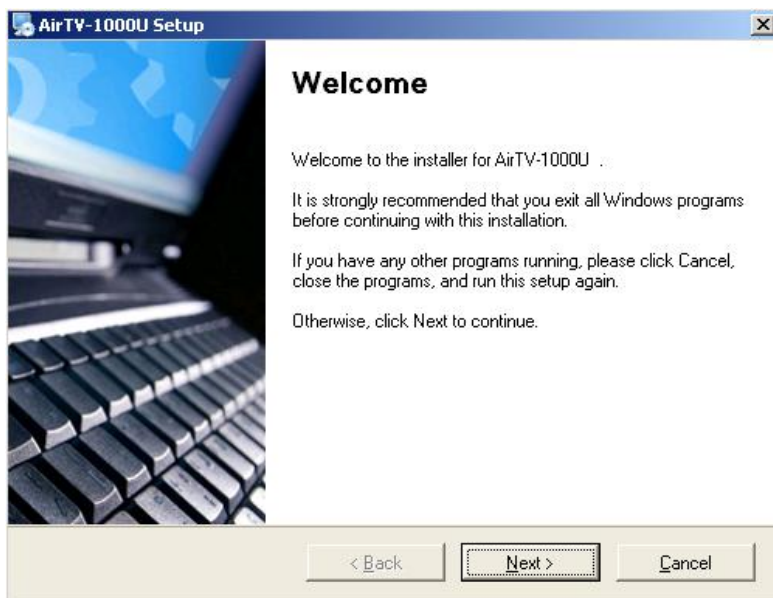 AirTV-1000U Setup
Welcome
Welcome to the installer for AirTV-1000U .
It is strongly recommended that you exit all Windows programs
before continuing with this installation.
If you have any other programs running, please click Cancel,
close the programs, and run this setup again.
Otherwise, click Next to continue.
< Back
Next >
Cancel